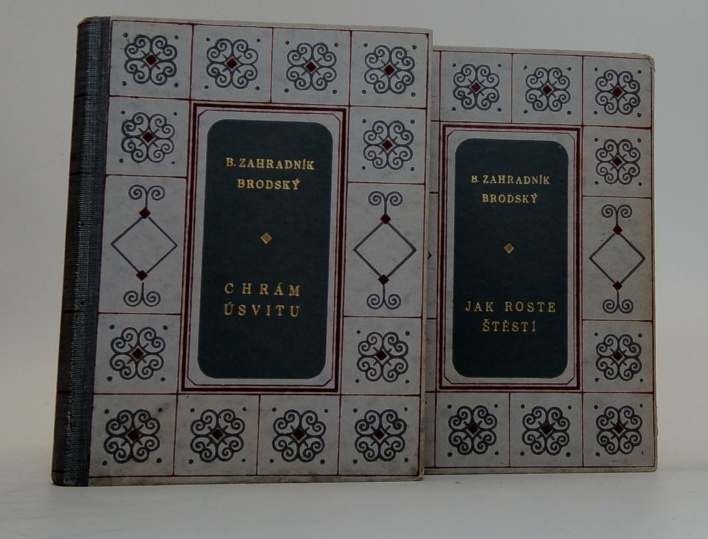 B. ZAHRADNÍK
BRODSKÝ
CHRÁM
ÚSVITU
B. ZAHRADNÍK
BRODSKÝ
JAK ROSTE
ŠTĚSTÍ